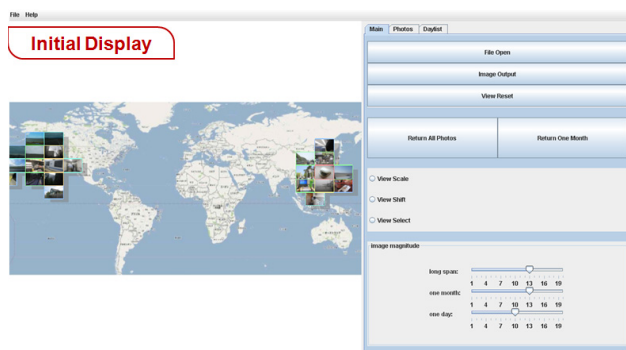 File Help
Initial Display
Main Photos Daylist
File Open
Image Output
View Reset
Return All Photos Return One Month
View Scale
View Shift
View Select
Image magnitude
long span:
1 4 7 10 13 16 19
one month:
1 4 7 10 13 16 19
one day:
1 4 7 10 13 16 19